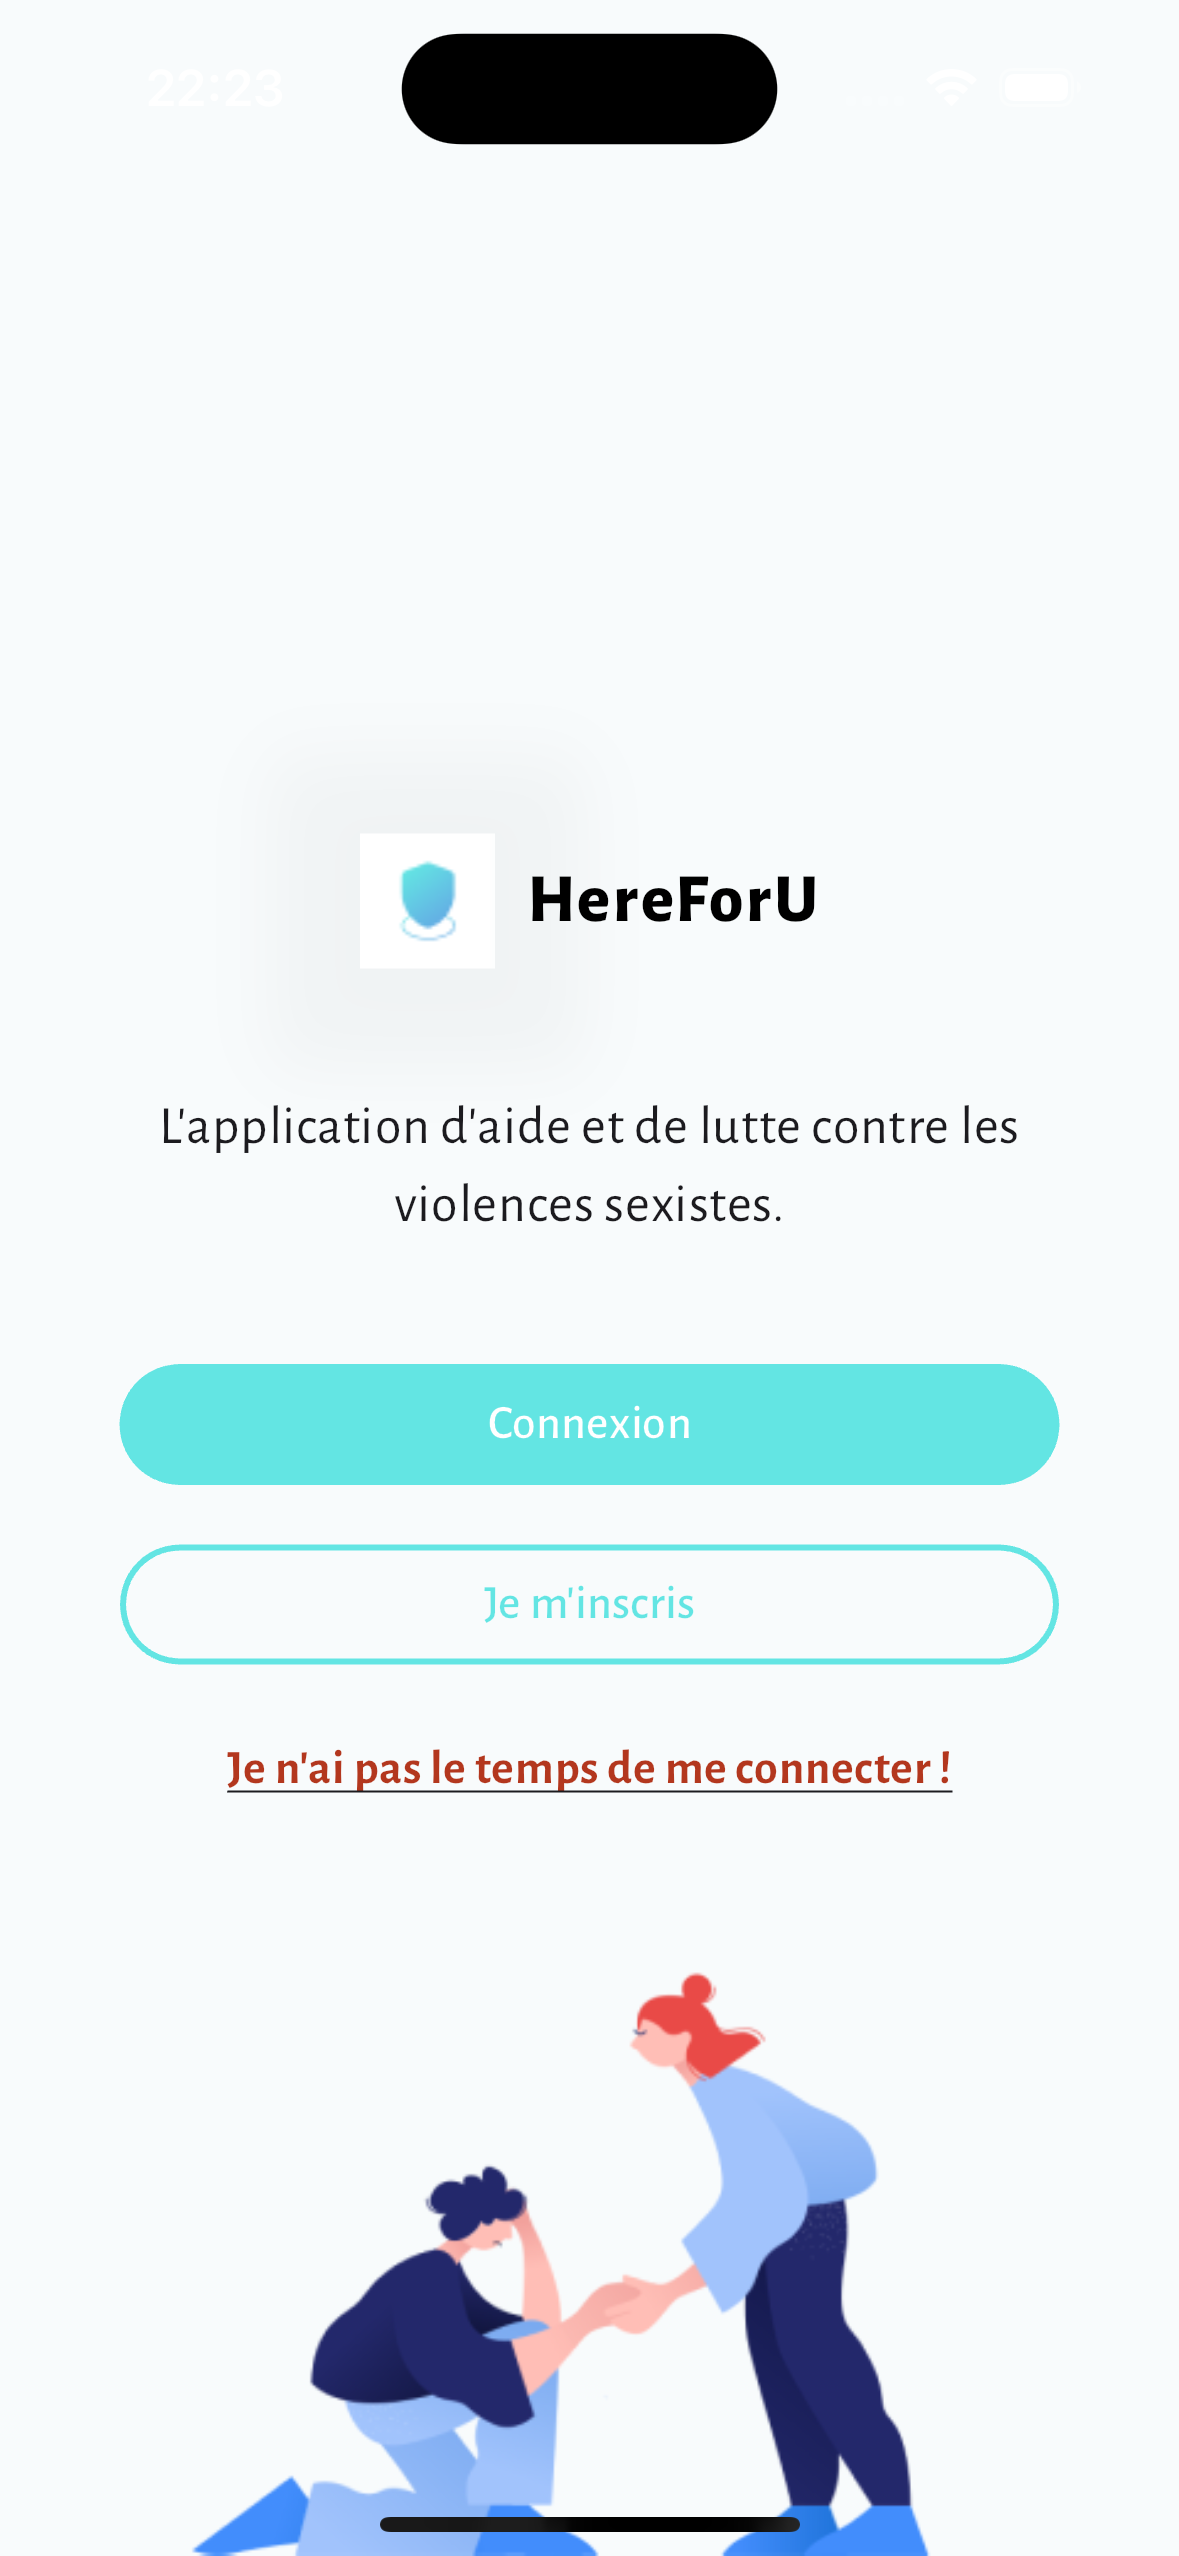 22:23
HereForU
L'application d'aide et de lutte contre les
violences sexistes.
Connexion
Je m'inscris
Je n'ai pas le temps de me connecter !